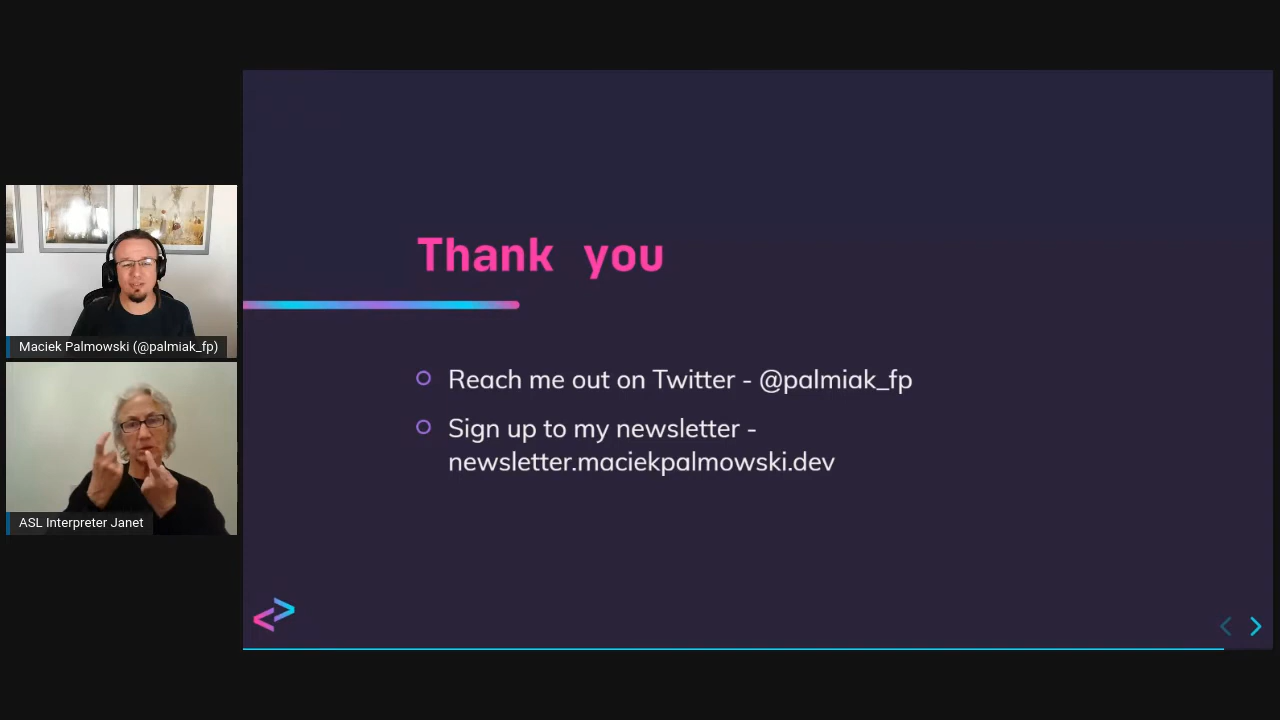 Maciek Palmowski (@palmiak_fp)
ASL Interpreter Janet
Thank you
Reach me out on Twitter - @palmiak_fp
Sign up to my newsletter -
newsletter.maciekpalmowski.dev